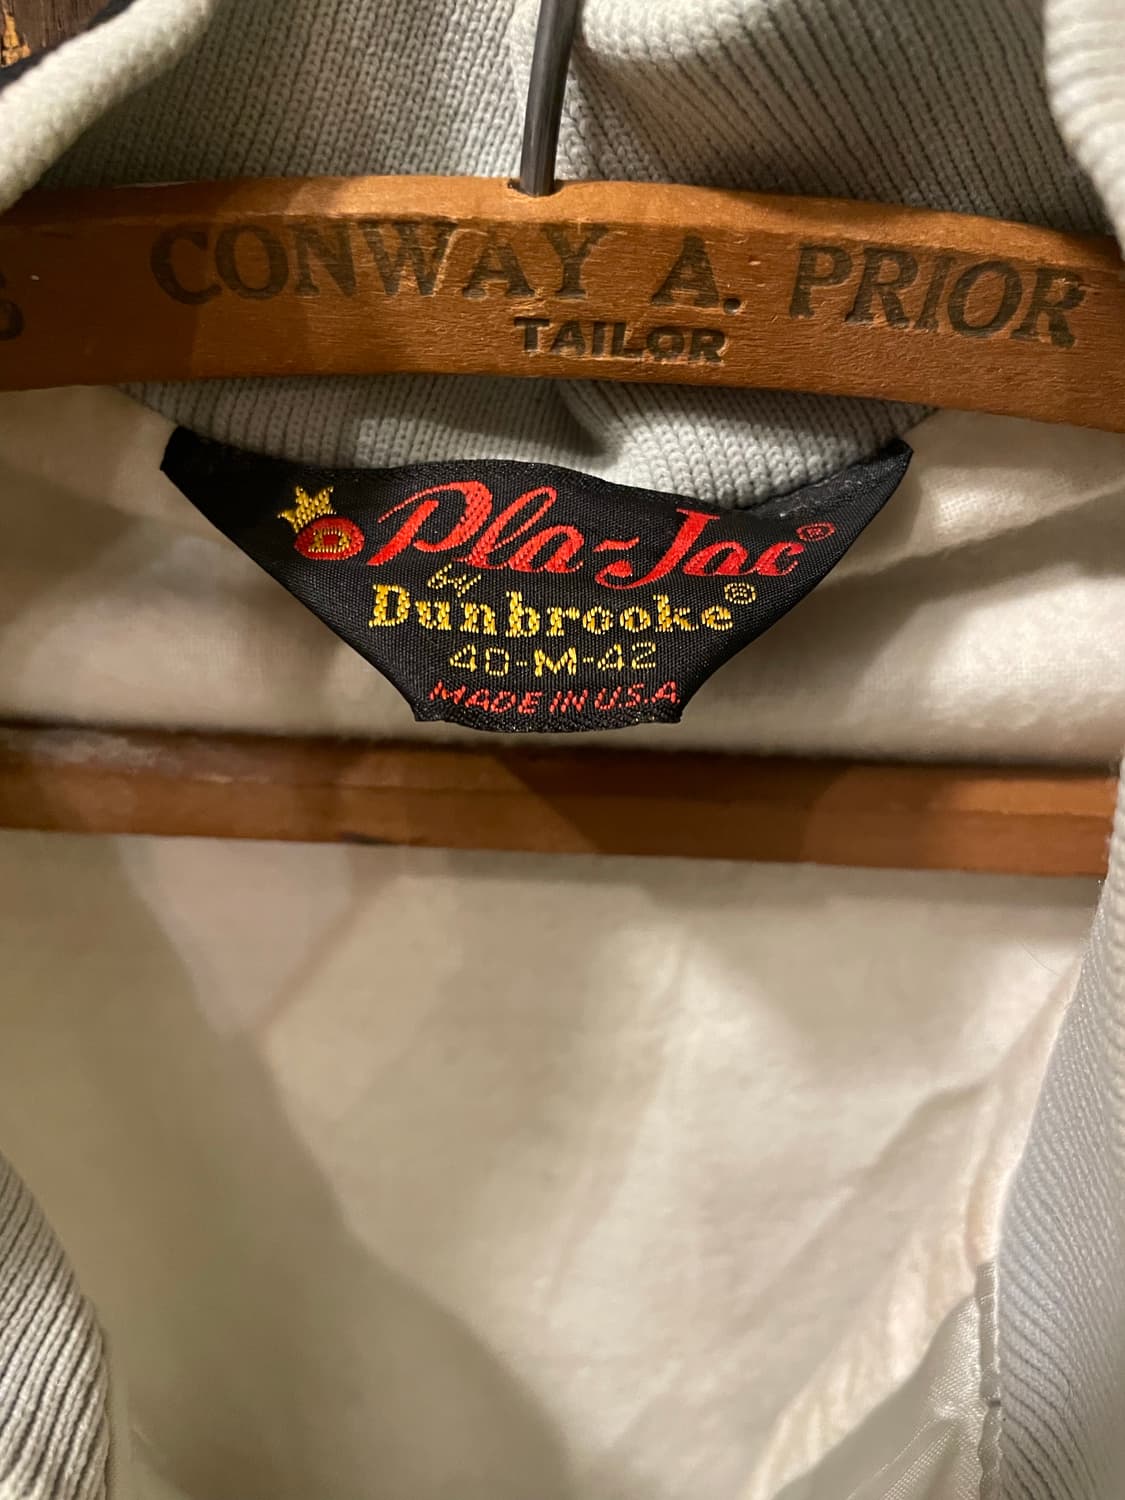 CONWAY A. PRIOR
TAILOR
D Pla-Jac®
by
Dunbrooke®
40-M-42
MADE IN U.S.A